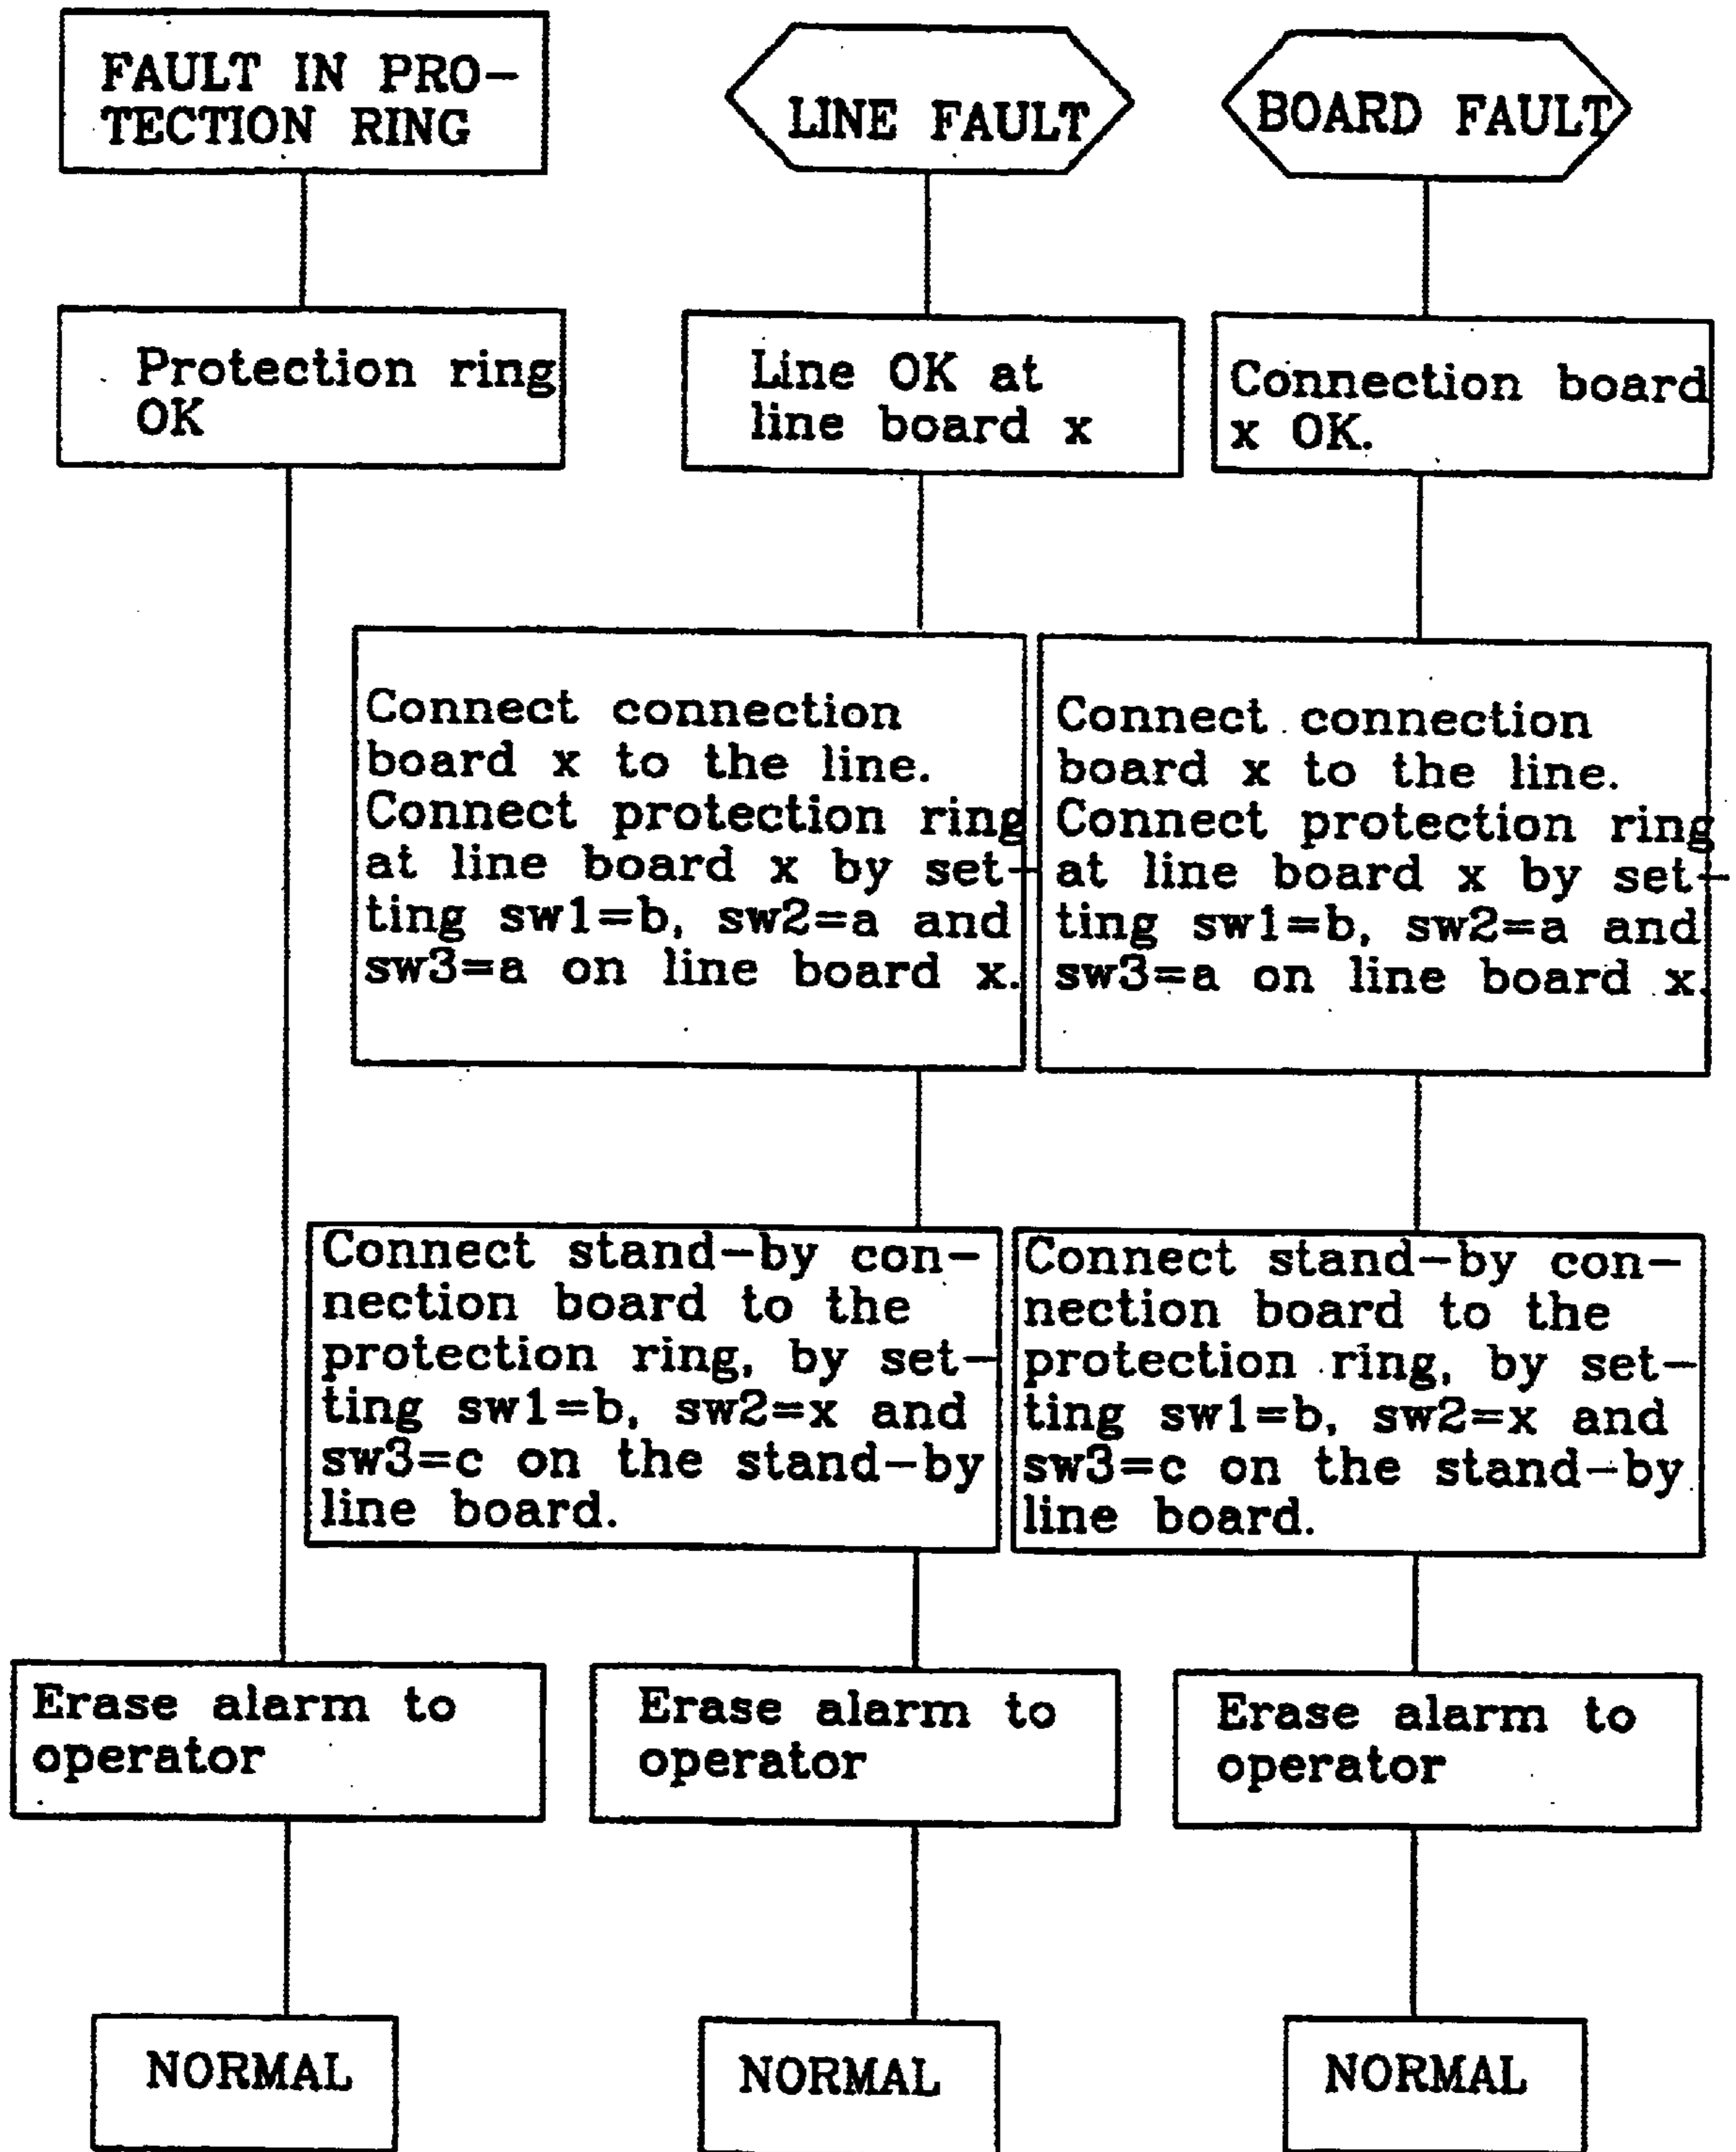 FAULT IN PRO-
TECTION RING
Protection ring
OK
Erase alarm to
operator
NORMAL
LINE FAULT
Line OK at
line board x
Connect connection
board x to the line.
Connect protection ring
at line board x by set-
ting sw1=b, sw2=a and
sw3=a on line board x.
Connect stand-by con-
nection board to the
protection ring, by set-
ting sw1=b, sw2=x and
sw3=c on the stand-by
line board.
Erase alarm to
operator
NORMAL
BOARD FAULT
Connection board
x OK.
Connect connection
board x to the line.
Connect protection ring
at line board x by set-
ting sw1=b, sw2=a and
sw3=a on line board x.
Connect stand-by con-
nection board to the
protection ring, by set-
ting sw1=b, sw2=x and
sw3=c on the stand-by
line board.
Erase alarm to
operator
NORMAL